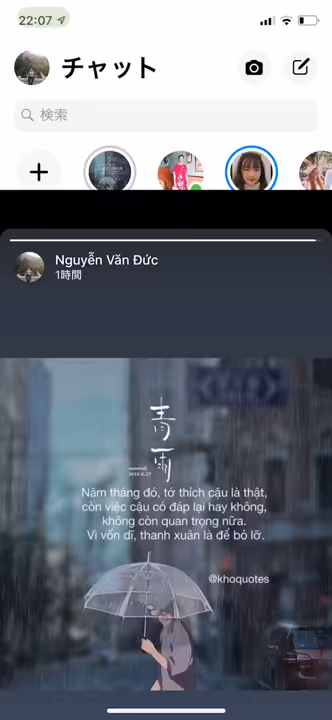 22:07
チャット
検索
Nguyễn Văn Đức
1時間
Năm tháng đó, tớ thích cậu là thật,
còn việc cậu có đáp lại hay không,
không còn quan trọng nữa.
Vì vốn dĩ, thanh xuân là để bỏ lỡ.
@khoquotes